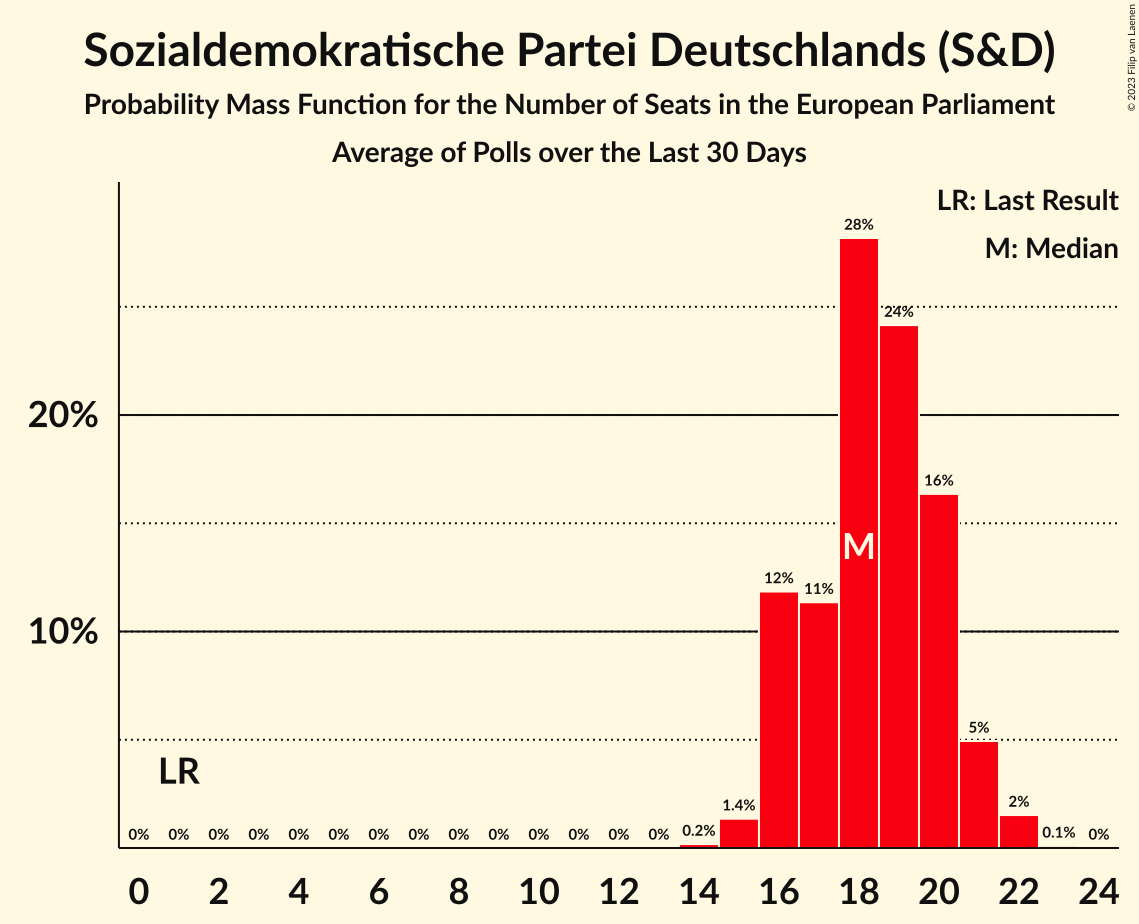 Sozialdemokratische Partei Deutschlands (S&D)
Probability Mass Function for the Number of Seats in the European Parliament
Average of Polls over the Last 30 Days
© 2023 Filip van Laenen
LR: Last Result
M: Median
28%
24%
20%
16%
M
12%
11%
10%
5%
LR
2%
1.4%
0% 0% 0% 0% 0% 0% 0% 0% 0% 0% 0% 0% 0% 0% 0.2% 0.1% 0%
0 2 4 6 8 10 12 14 16 18 20 22 24